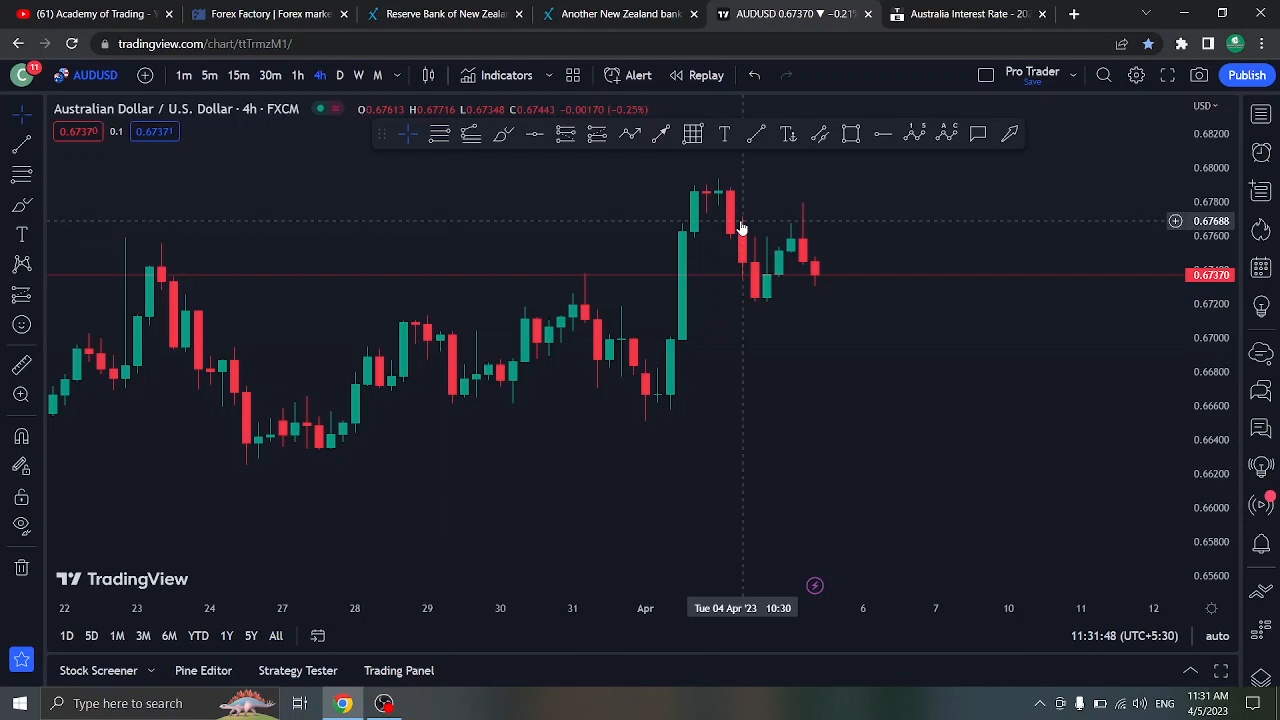 (61) Academy of Trading - Y
Forex Factory | Forex marke
Reserve Bank of New Zealan
Another New Zealand bank
AUDUSD 0.67370 ▼ −0.21
Australia Interest Rate - 202
tradingview.com/chart/ttTmzM1/
C
11
AUDUSD
1m 5m 15m 30m 1h 4h D W M
Indicators
Alert
Replay
Pro Trader
Save
Publish
Australian Dollar / U.S. Dollar · 4h · FXCM
O0.67613 H0.67716 L0.67348 C0.67443 −0.00170 (−0.25%)
USD
0.67370
0.1
0.67371
0.68200
0.68000
0.67800
0.67688
0.67600
0.67370
0.67200
0.67000
0.66800
0.66600
0.66400
0.66200
0.66000
0.65800
0.65600
TradingView
22 23 24 27 28 29 30 31 Apr
Tue 04 Apr '23 10:30
6 7 10 11 12
1D 5D 1M 3M 6M YTD 1Y 5Y All
11:31:48 (UTC+5:30)
auto
Stock Screener
Pine Editor
Strategy Tester
Trading Panel
Type here to search
ENG
11:31 AM
4/5/2023